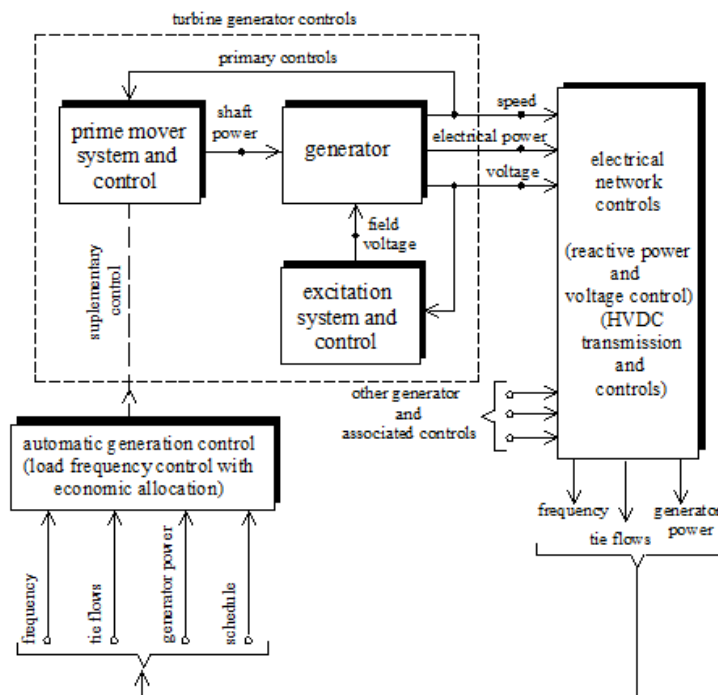 turbine generator controls
primary controls
prime mover
system and
control
shaft
power
generator
speed
electrical power
voltage
electrical
network
controls
(reactive power
and
voltage control)
(HVDC
transmission
and
controls)
field
voltage
excitation
system and
control
suplementary
control
other generator
and
associated controls
automatic generation control
(load frequency control with
economic allocation)
frequency
tie flows
generator power
schedule
frequency
tie flows
generator
power